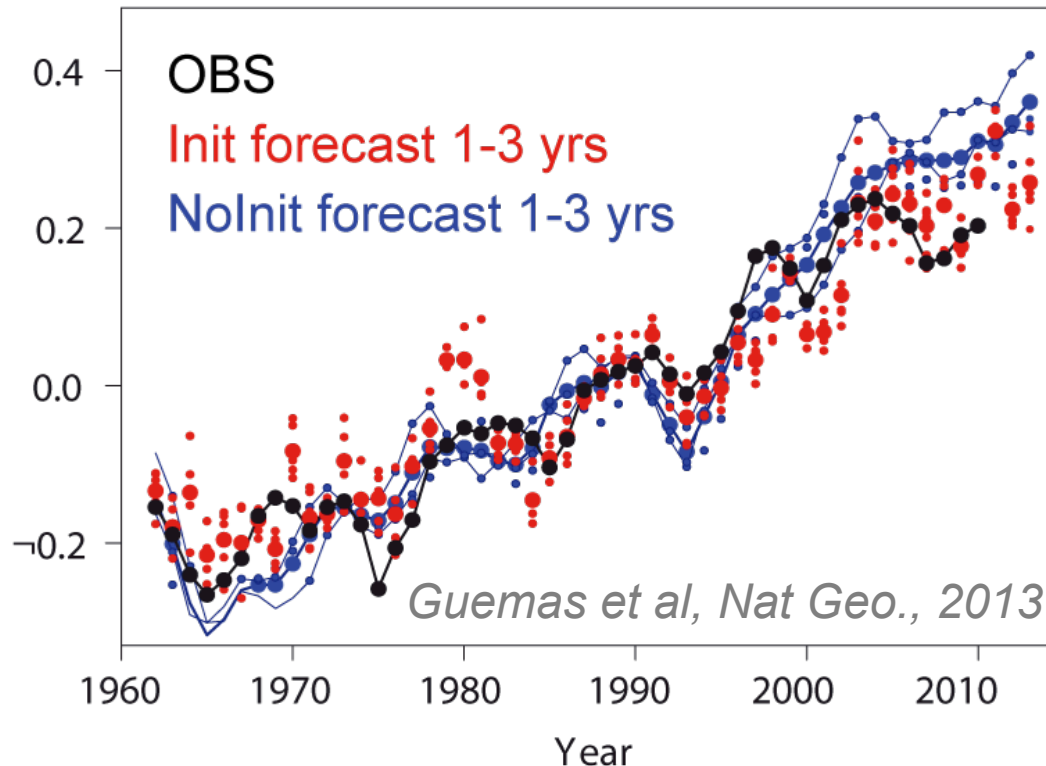 OBS
Init forecast 1-3 yrs
NoInit forecast 1-3 yrs
0.4
0.2
0.0
¬0.2
Guemas et al, Nat Geo., 2013
1960 1970 1980 1990 2000 2010
Year